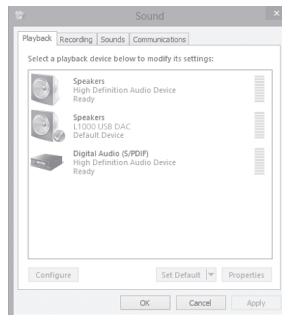 Sound
Playback Recording Sounds Communications
Select a playback device below to modify its settings:
Speakers
High Definition Audio Device
Ready
Speakers
L1000 USB DAC
Default Device
Digital Audio (S/PDIF)
High Definition Audio Device
Ready
Configure Set Default Properties
OK Cancel Apply